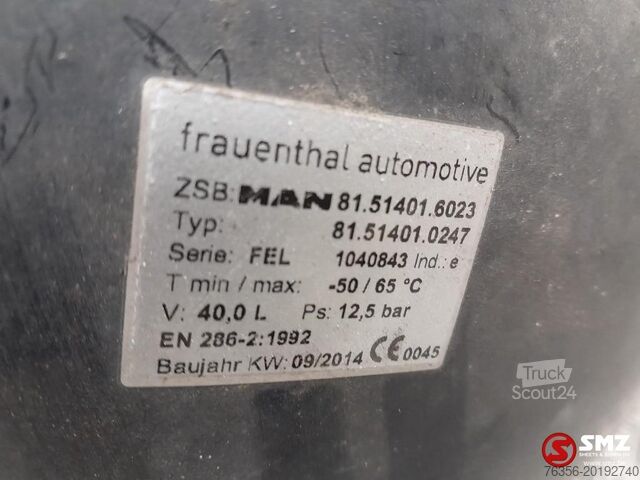 frauenthal automotive
ZSB: MAN 81.51401.6023
Typ: 81.51401.0247
Serie: FEL 1040843 Ind.: e
T min / max: -50 / 65 °C
V: 40,0 L Ps: 12,5 bar
EN 286-2:1992
Baujahr KW: 09/2014 CE 0045
Truck
Scout24
SMZ
76356-20192740